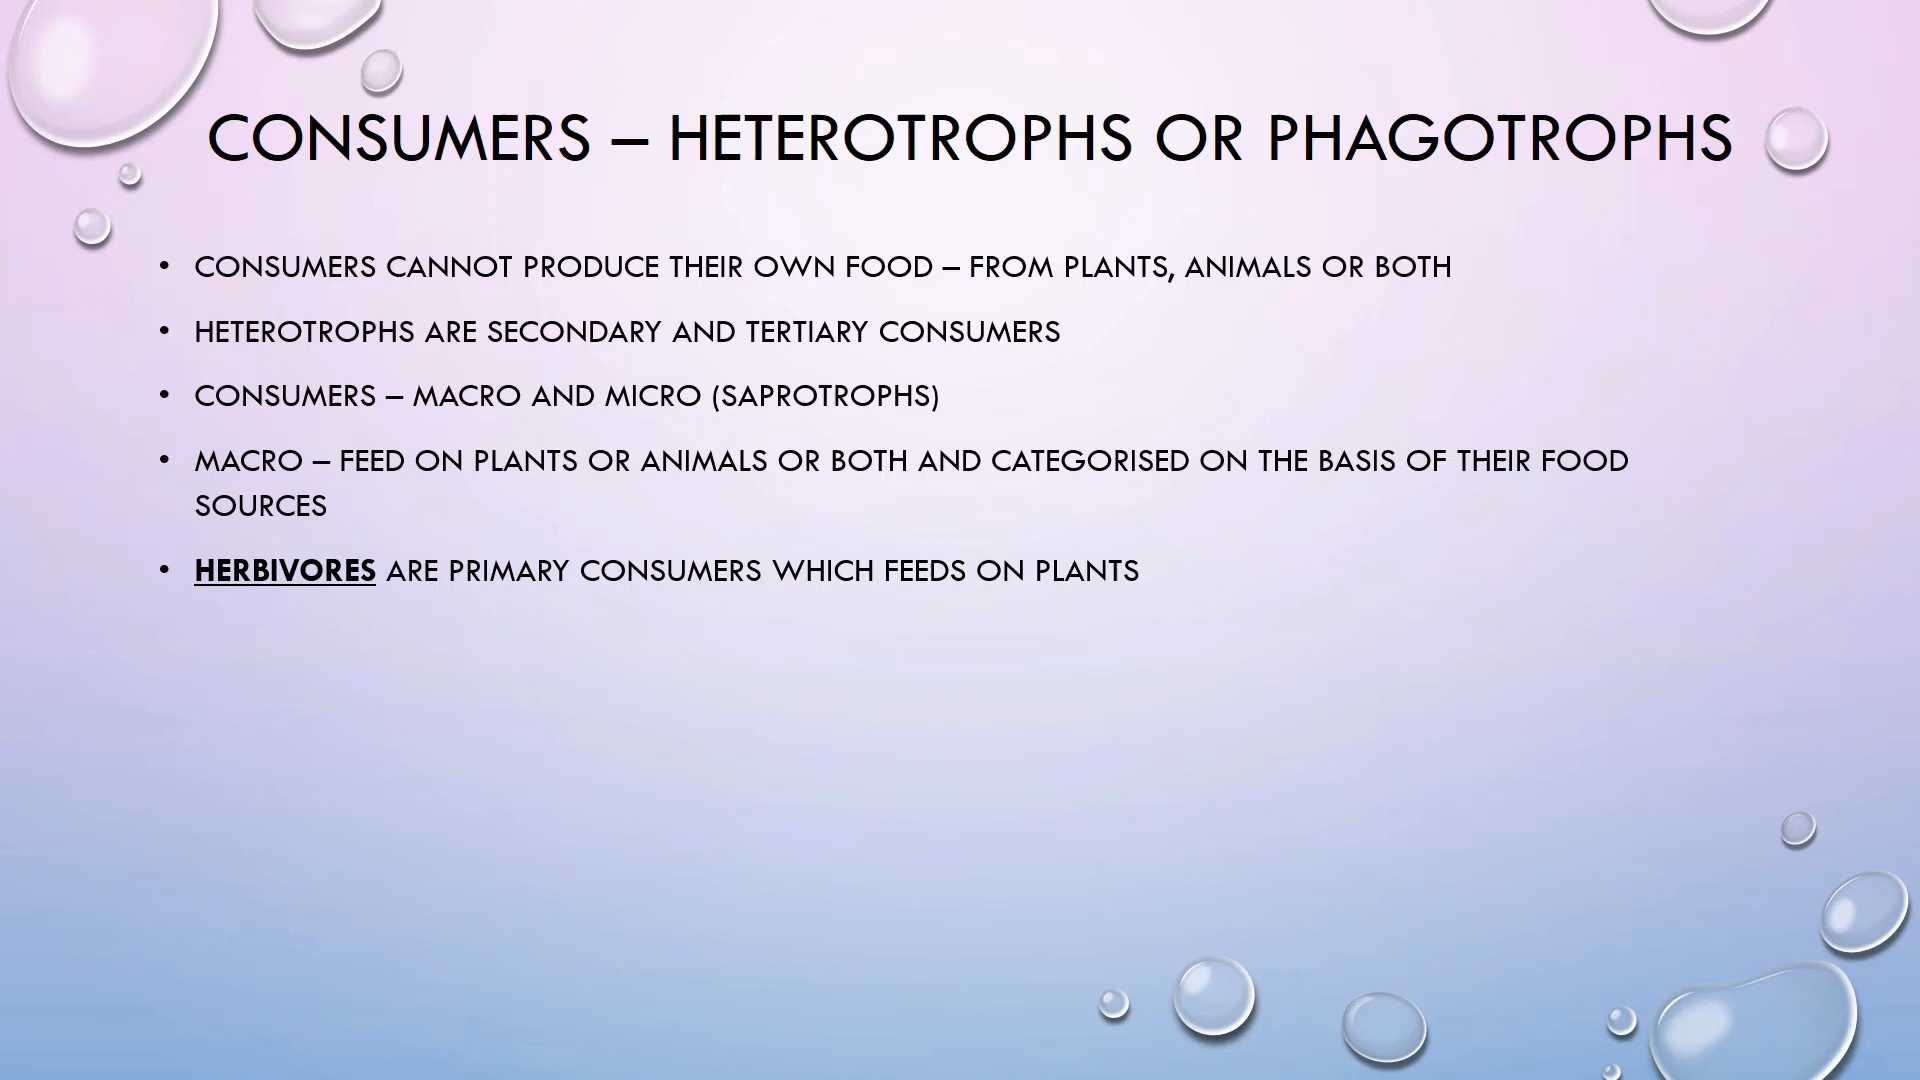 CONSUMERS – HETEROTROPHS OR PHAGOTROPHS
• CONSUMERS CANNOT PRODUCE THEIR OWN FOOD – FROM PLANTS, ANIMALS OR BOTH
• HETEROTROPHS ARE SECONDARY AND TERTIARY CONSUMERS
• CONSUMERS – MACRO AND MICRO (SAPROTROPHS)
• MACRO – FEED ON PLANTS OR ANIMALS OR BOTH AND CATEGORISED ON THE BASIS OF THEIR FOOD
SOURCES
• HERBIVORES ARE PRIMARY CONSUMERS WHICH FEEDS ON PLANTS